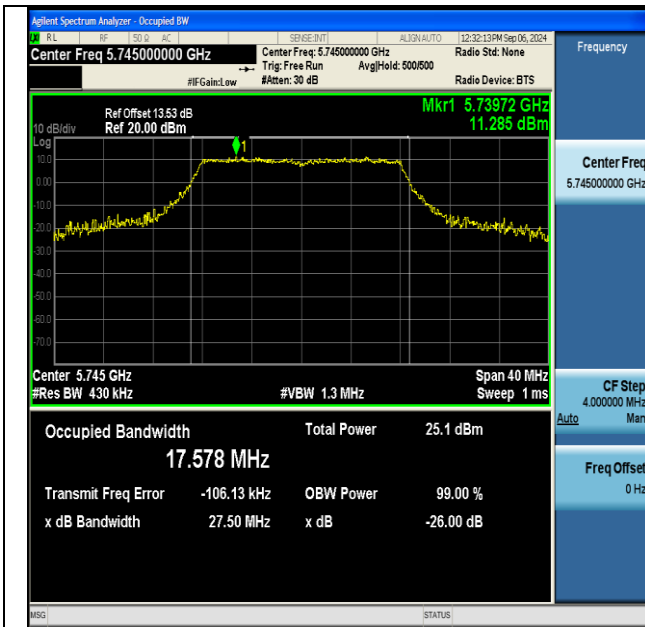 Agilent Spectrum Analyzer - Occupied BW
RL RF 50 Ω AC SENSE:INT ALIGN AUTO 12:32:13 PM Sep 06, 2024
Center Freq 5.745000000 GHz Center Freq: 5.745000000 GHz Radio Std: None Frequency
Trig: Free Run Avg|Hold: 500/500
#IFGain:Low #Atten: 30 dB Radio Device: BTS
Mkr1 5.73972 GHz
11.285 dBm
Ref Offset 13.53 dB
10 dB/div Ref 20.00 dBm
Log
1
10.0
0.00
-10.0
-20.0
-30.0
-40.0
-50.0
-60.0
-70.0
Center Freq
5.745000000 GHz
Center 5.745 GHz Span 40 MHz
#Res BW 430 kHz #VBW 1.3 MHz Sweep 1 ms
CF Step
4.000000 MHz
Auto Man
Occupied Bandwidth Total Power 25.1 dBm
17.578 MHz
Freq Offset
0 Hz
Transmit Freq Error -106.13 kHz OBW Power 99.00 %
x dB Bandwidth 27.50 MHz x dB -26.00 dB
MSG STATUS